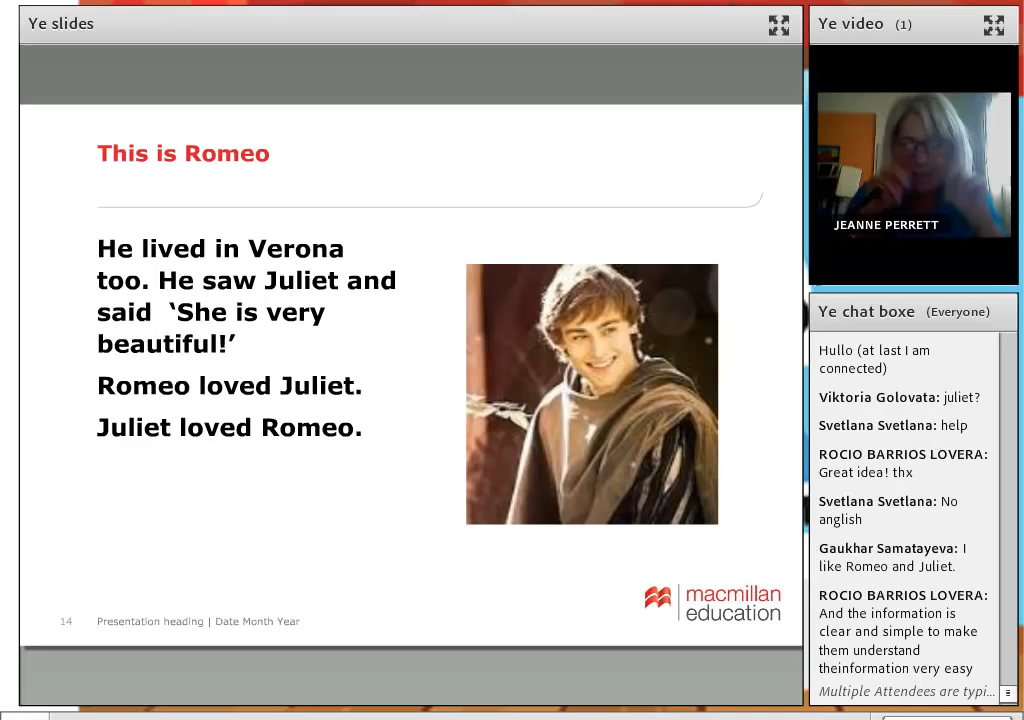 Ye slides
This is Romeo
He lived in Verona
too. He saw Juliet and
said ‘She is very
beautiful!’
Romeo loved Juliet.
Juliet loved Romeo.
macmillan
education
14 Presentation heading | Date Month Year
Ye video (1)
JEANNE PERRETT
Ye chat boxe (Everyone)
Hullo (at last I am
connected)
Viktoria Golovata: juliet?
Svetlana Svetlana: help
ROCIO BARRIOS LOVERA:
Great idea! thx
Svetlana Svetlana: No
anglish
Gaukhar Samatayeva: I
like Romeo and Juliet.
ROCIO BARRIOS LOVERA:
And the information is
clear and simple to make
them understand
theinformation very easy
Multiple Attendees are typi...